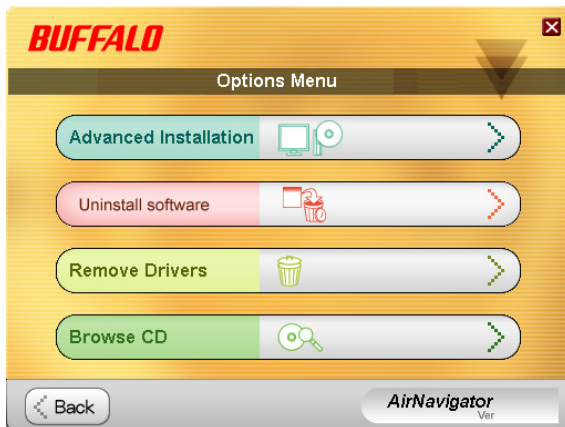 BUFFALO
Options Menu
Advanced Installation
Uninstall software
Remove Drivers
Browse CD
Back
AirNavigator
Ver